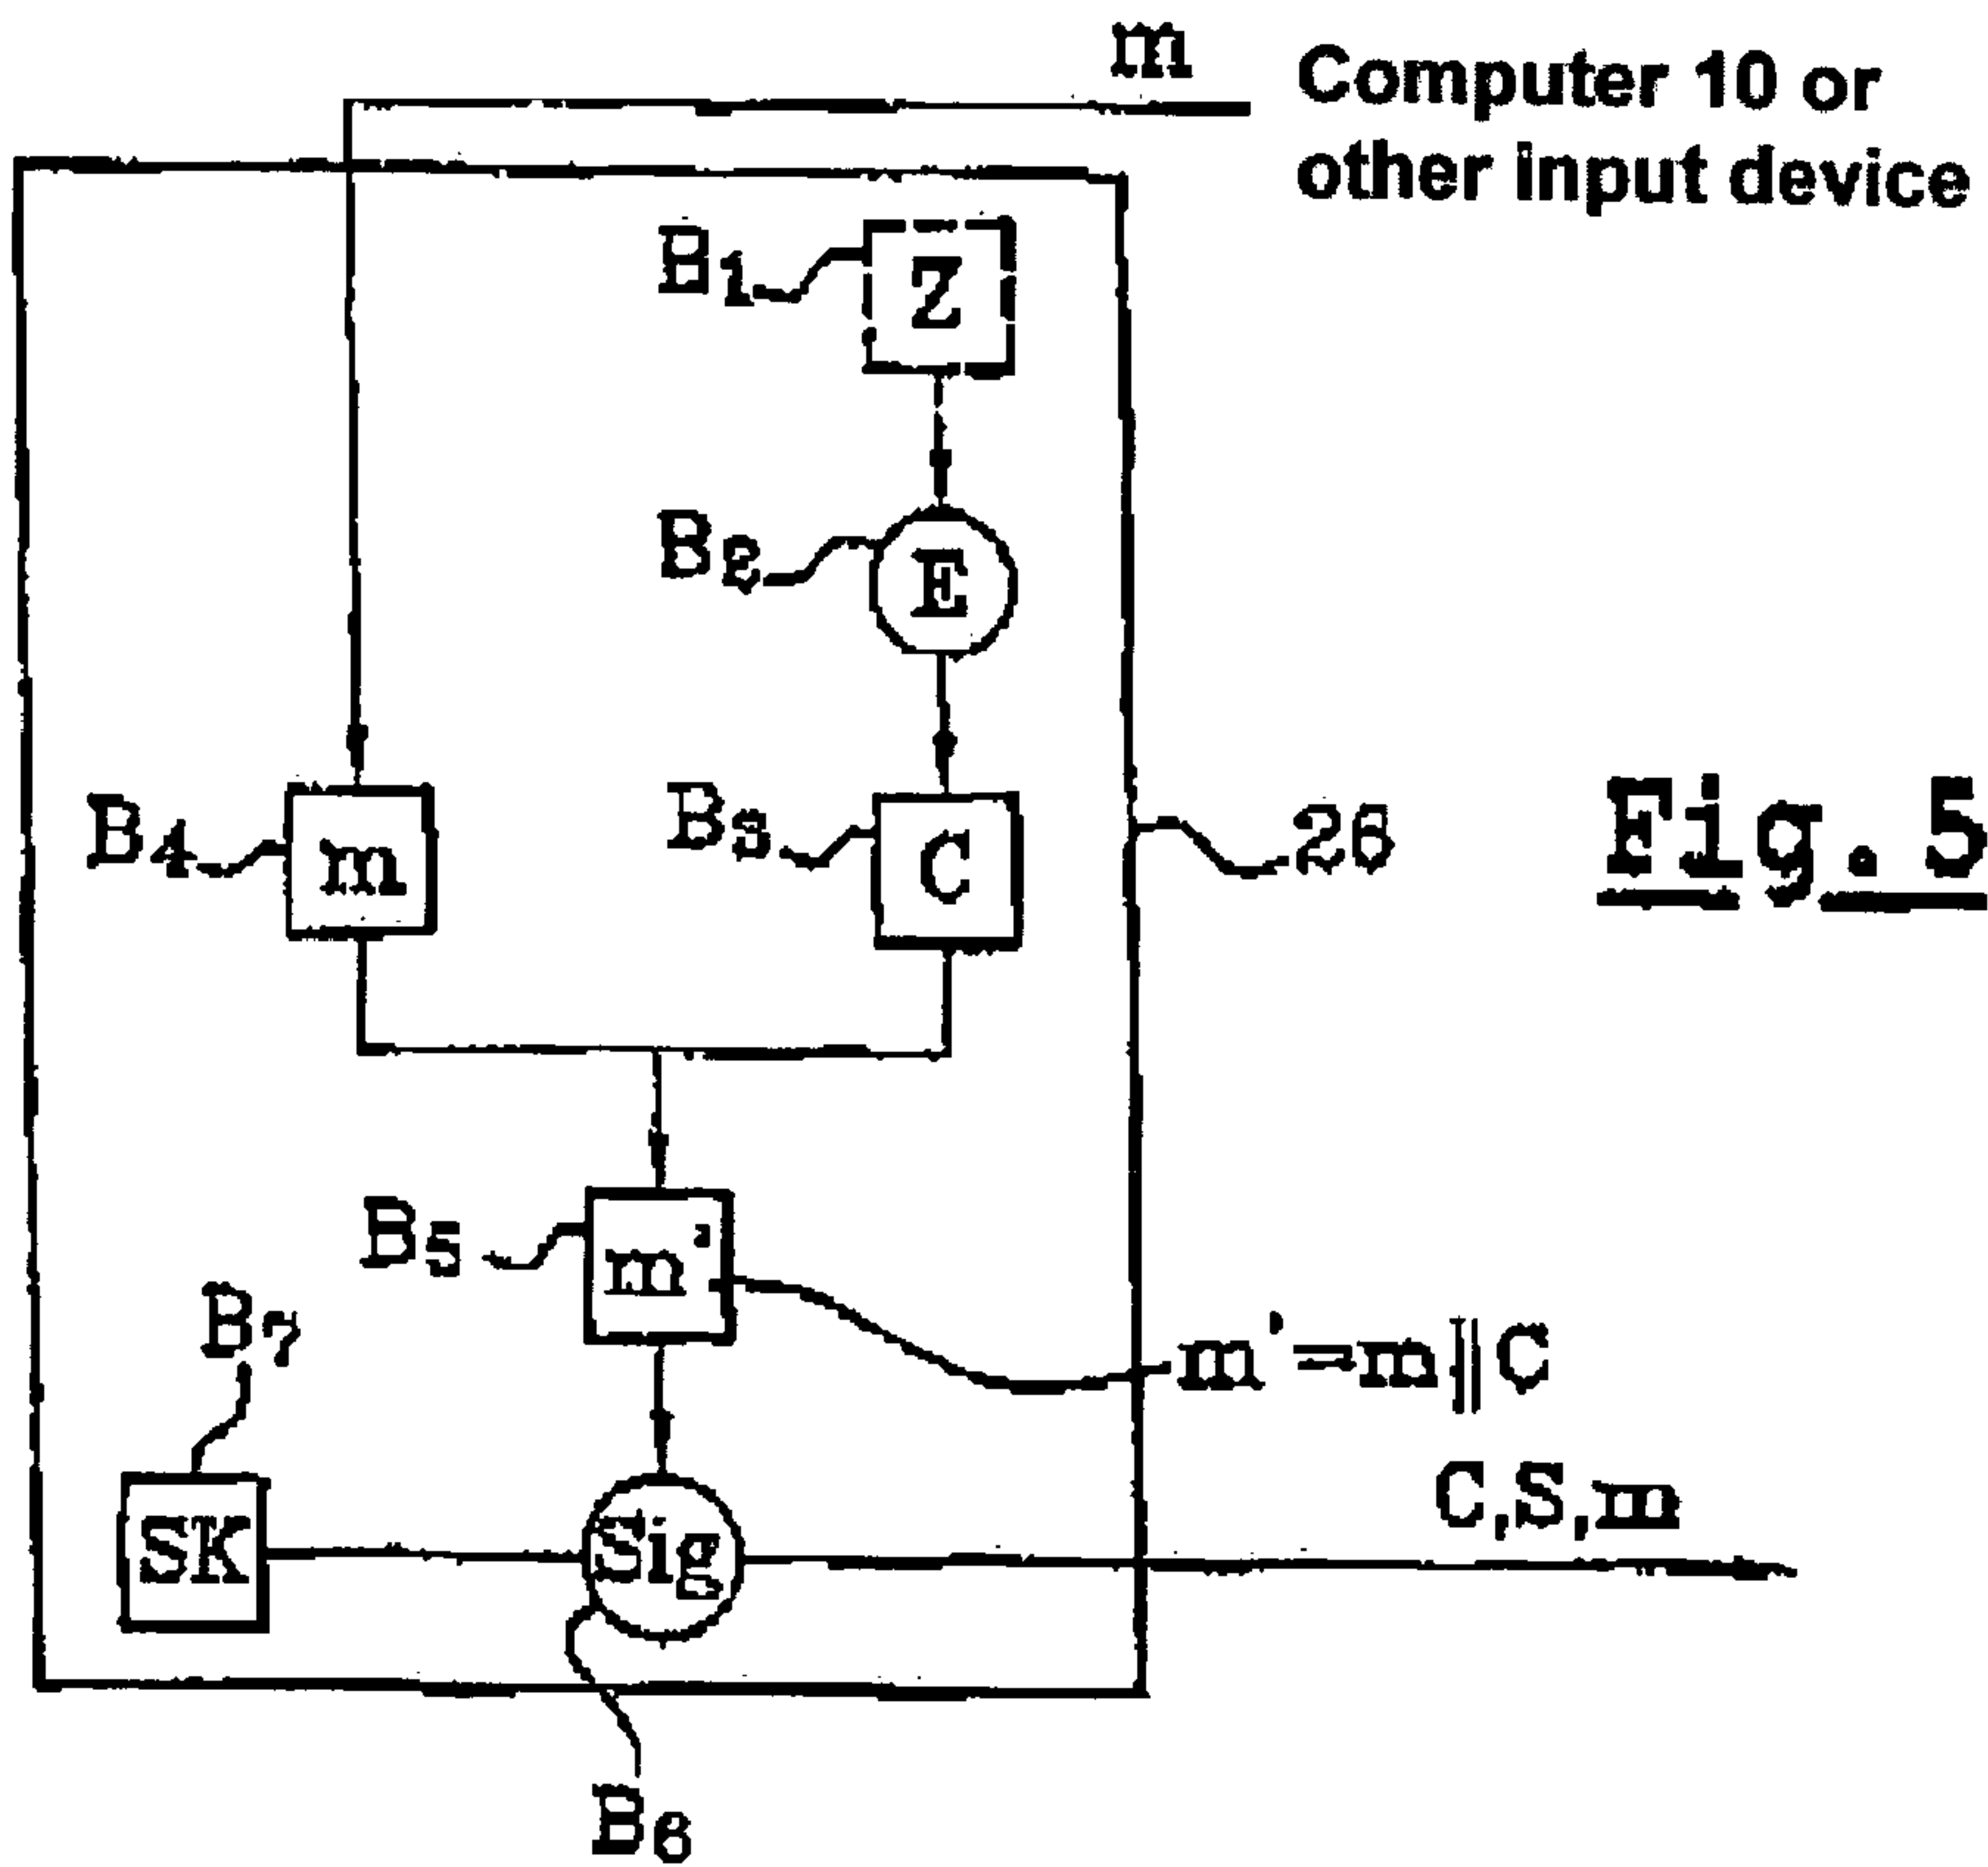 m
Computer 10 or
other input device
B1
Z
B2
E
B4
m
B3
C
26
Fig. 5
B5
m'
B7
m'=m||C
C,S,m
SK
Sig
B6